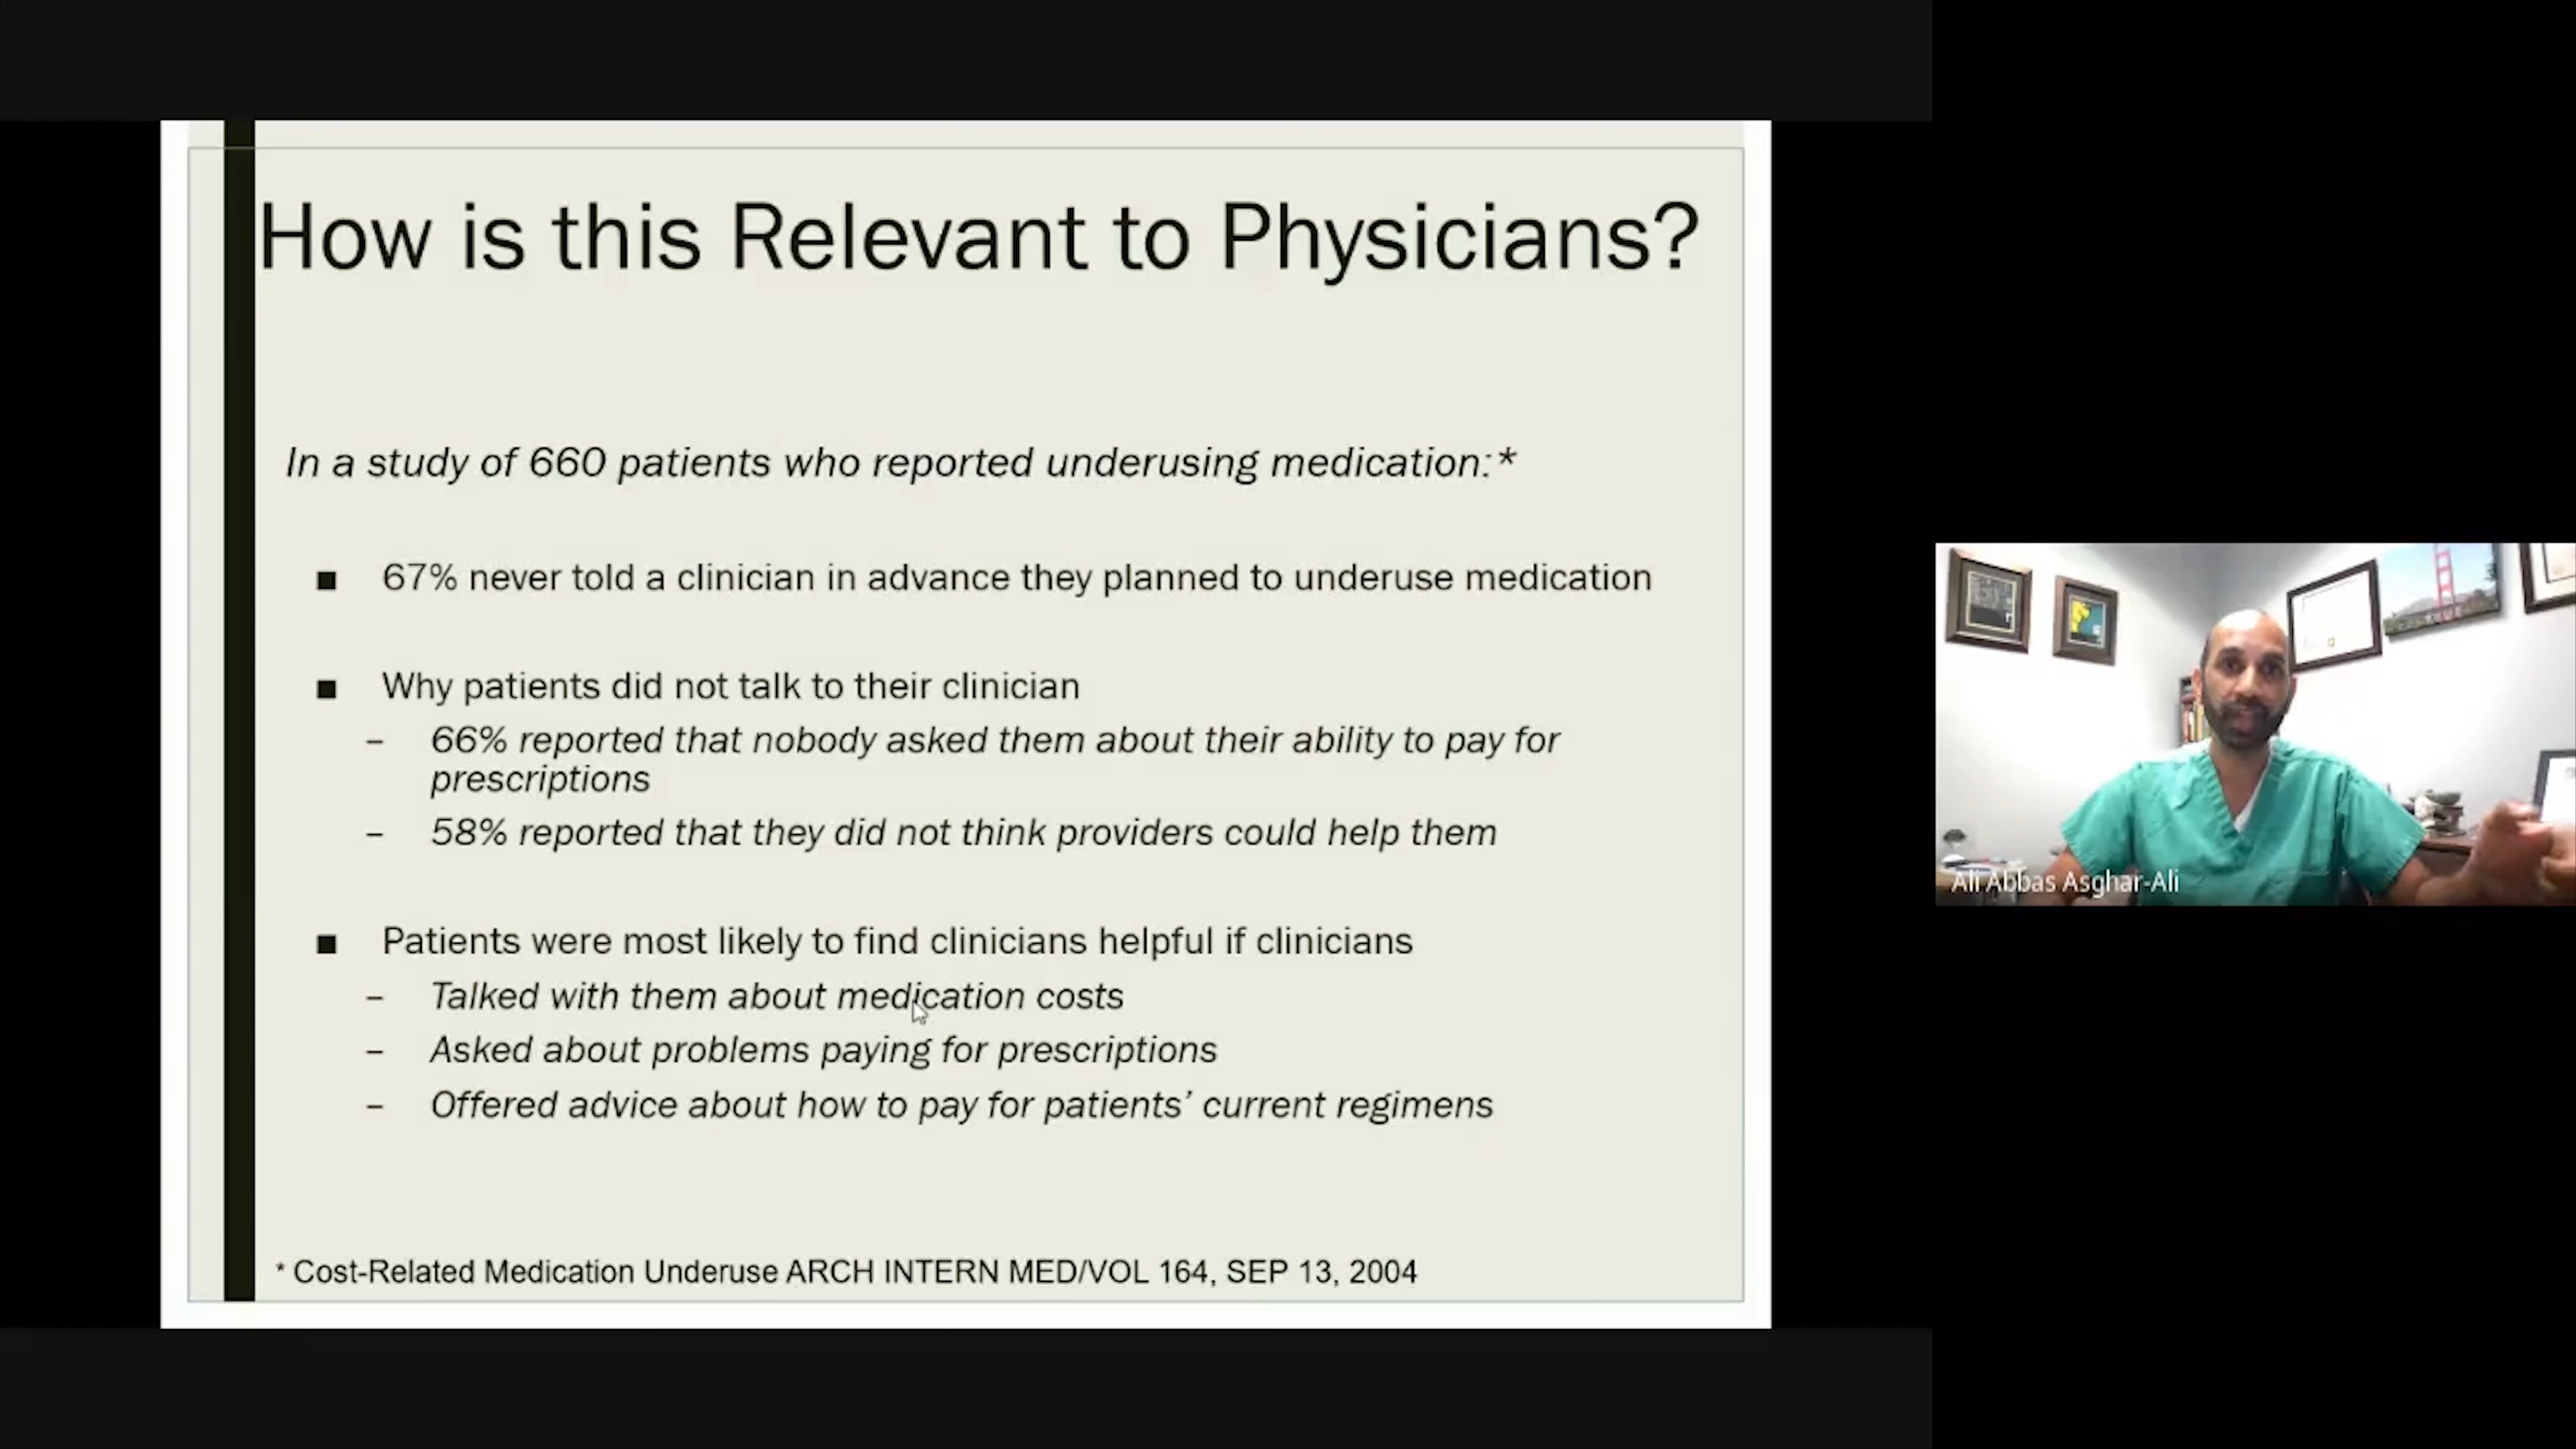 How is this Relevant to Physicians?
In a study of 660 patients who reported underusing medication:*
■ 67% never told a clinician in advance they planned to underuse medication
■ Why patients did not talk to their clinician
– 66% reported that nobody asked them about their ability to pay for
prescriptions
– 58% reported that they did not think providers could help them
■ Patients were most likely to find clinicians helpful if clinicians
– Talked with them about medication costs
– Asked about problems paying for prescriptions
– Offered advice about how to pay for patients’ current regimens
* Cost-Related Medication Underuse ARCH INTERN MED/VOL 164, SEP 13, 2004
Ali Abbas Asghar-Ali